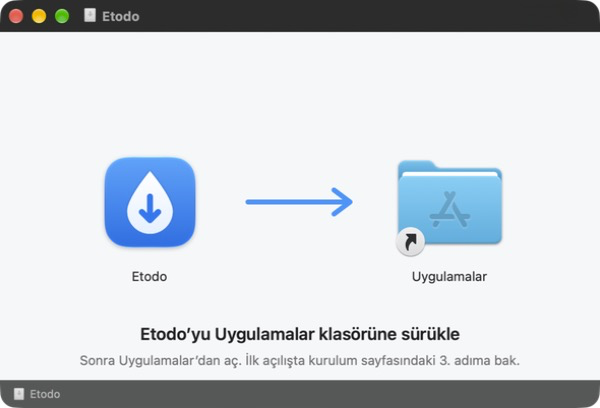 Etodo
Etodo
Uygulamalar
Etodo’yu Uygulamalar klasörüne sürükle
Sonra Uygulamalar’dan aç. İlk açılışta kurulum sayfasındaki 3. adıma bak.
Etodo